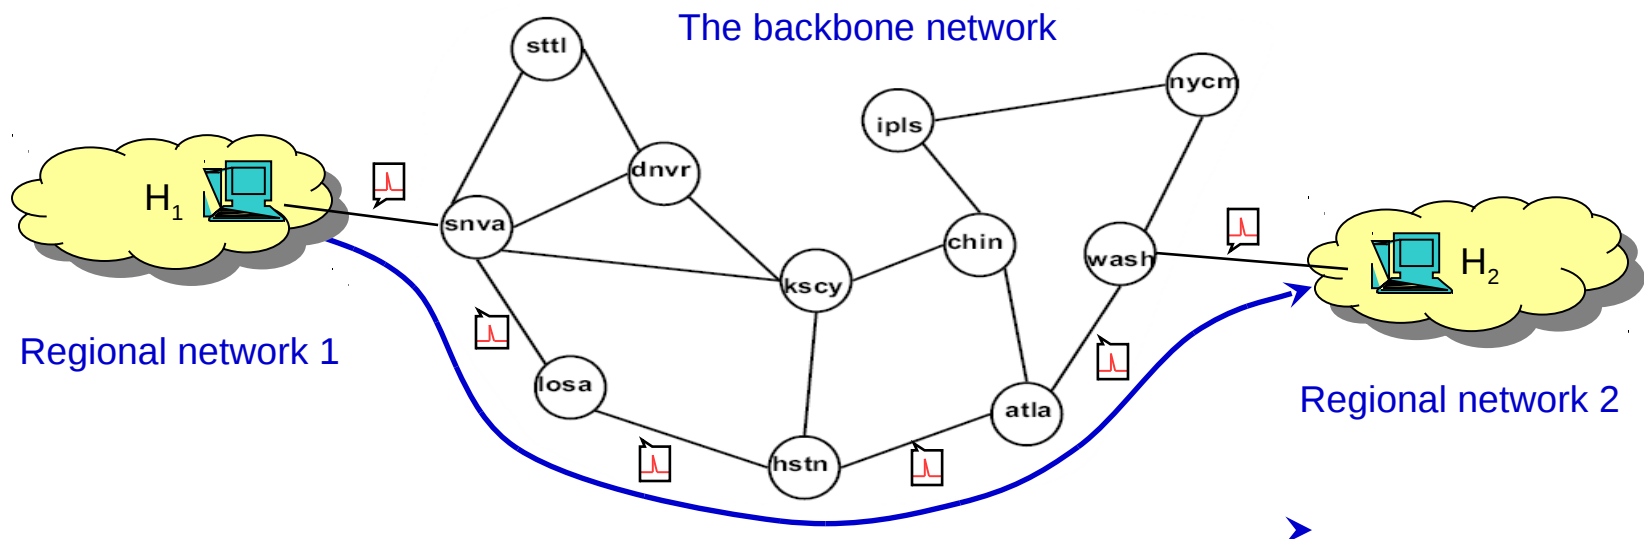 The backbone network
sttl
nycm
ipls
dnvr
H1
snva
chin
wash
H2
kscy
Regional network 1
losa
atla
Regional network 2
hstn